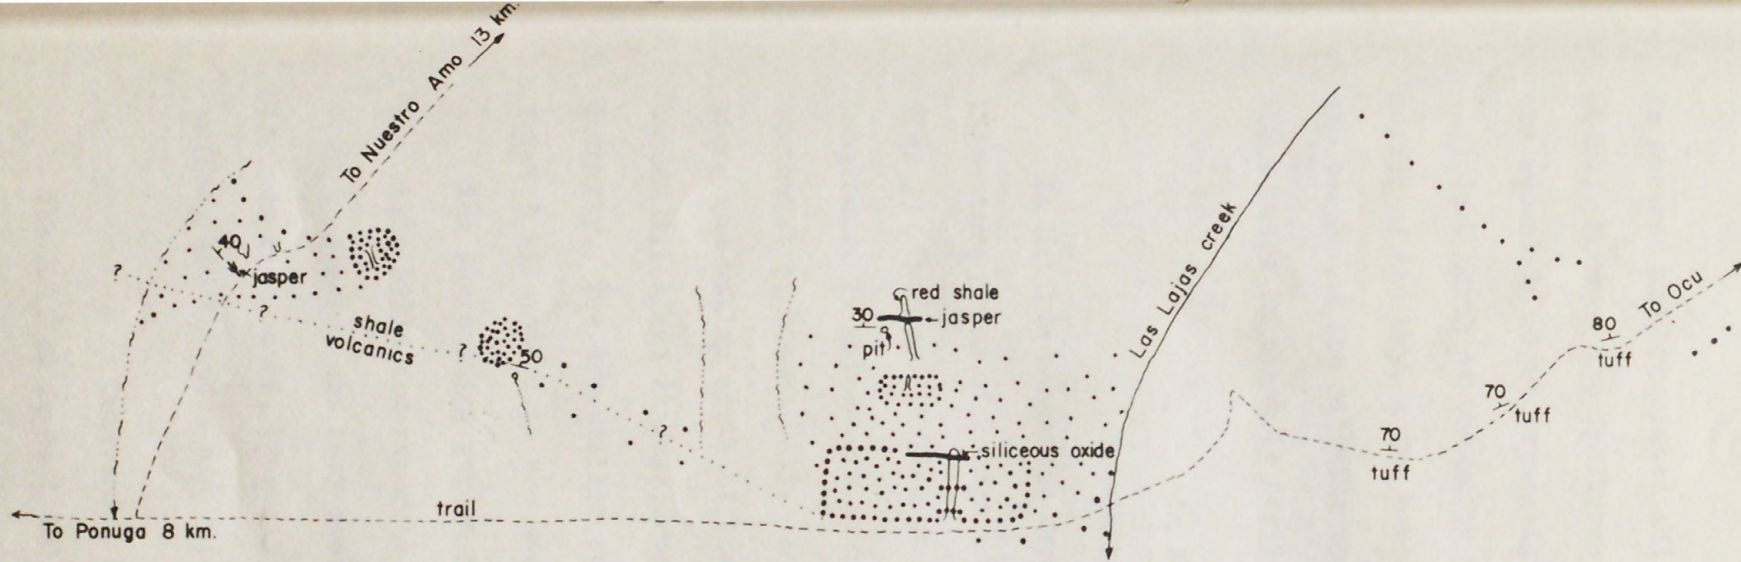 To Nuestro Amo 13 km.
40
jasper
?
?
shale
volcanics
?
50
?
red shale
30
jasper
pit
siliceous oxide
Las Lajas creek
To Ocu
80
tuff
70
tuff
70
tuff
trail
To Ponuga 8 km.